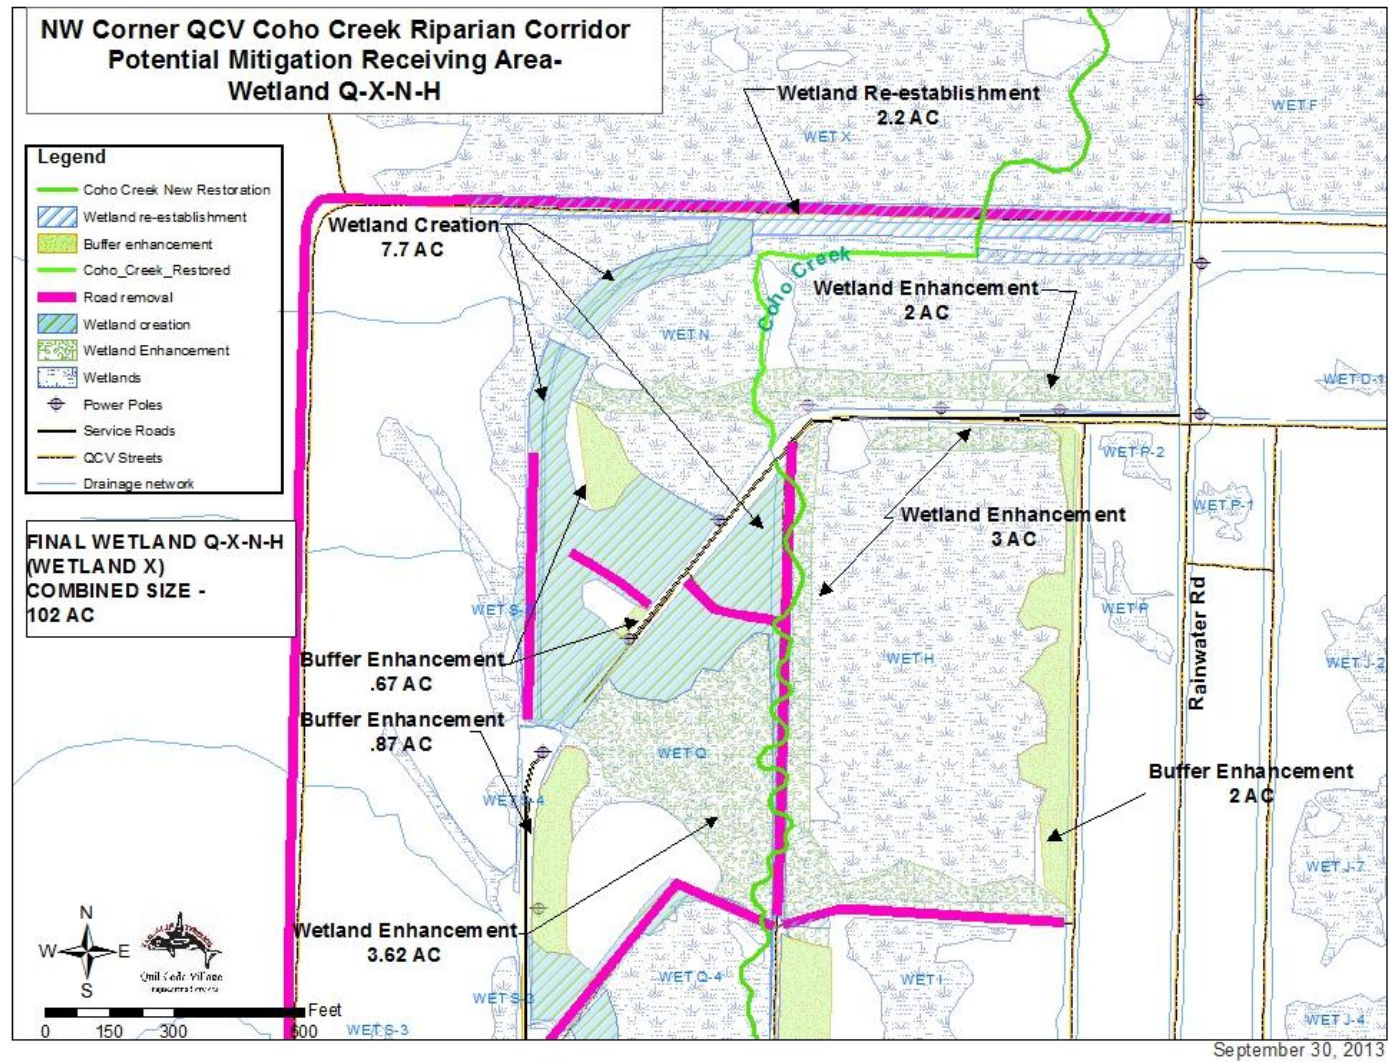 NW Corner QCV Coho Creek Riparian Corridor
Potential Mitigation Receiving Area-
Wetland Q-X-N-H
Legend
Coho Creek New Restoration
Wetland re-establishment
Buffer enhancement
Coho_Creek_Restored
Road removal
Wetland creation
Wetland Enhancement
Wetlands
Power Poles
Service Roads
QCV Streets
Drainage network
FINAL WETLAND Q-X-N-H
(WETLAND X)
COMBINED SIZE -
102 AC
Wetland Re-establishment
2.2 AC
WET X
WET F
Wetland Creation
7.7 AC
Coho Creek
Wetland Enhancement
2 AC
WET N
WET D-1
WET P-2
WET P-1
Wetland Enhancement
3 AC
Rainwater Rd
WET P
WET H
WET J-2
Buffer Enhancement
.67 AC
Buffer Enhancement
.87 AC
WET Q
WET S-4
Buffer Enhancement
2 AC
WET J-7
Wetland Enhancement
3.62 AC
WET Q-4
WET I
WET S-3
WET S-3
WET J-4
N
W E
S
Quil Ceda Village
Feet
0 150 300 600
September 30, 2013